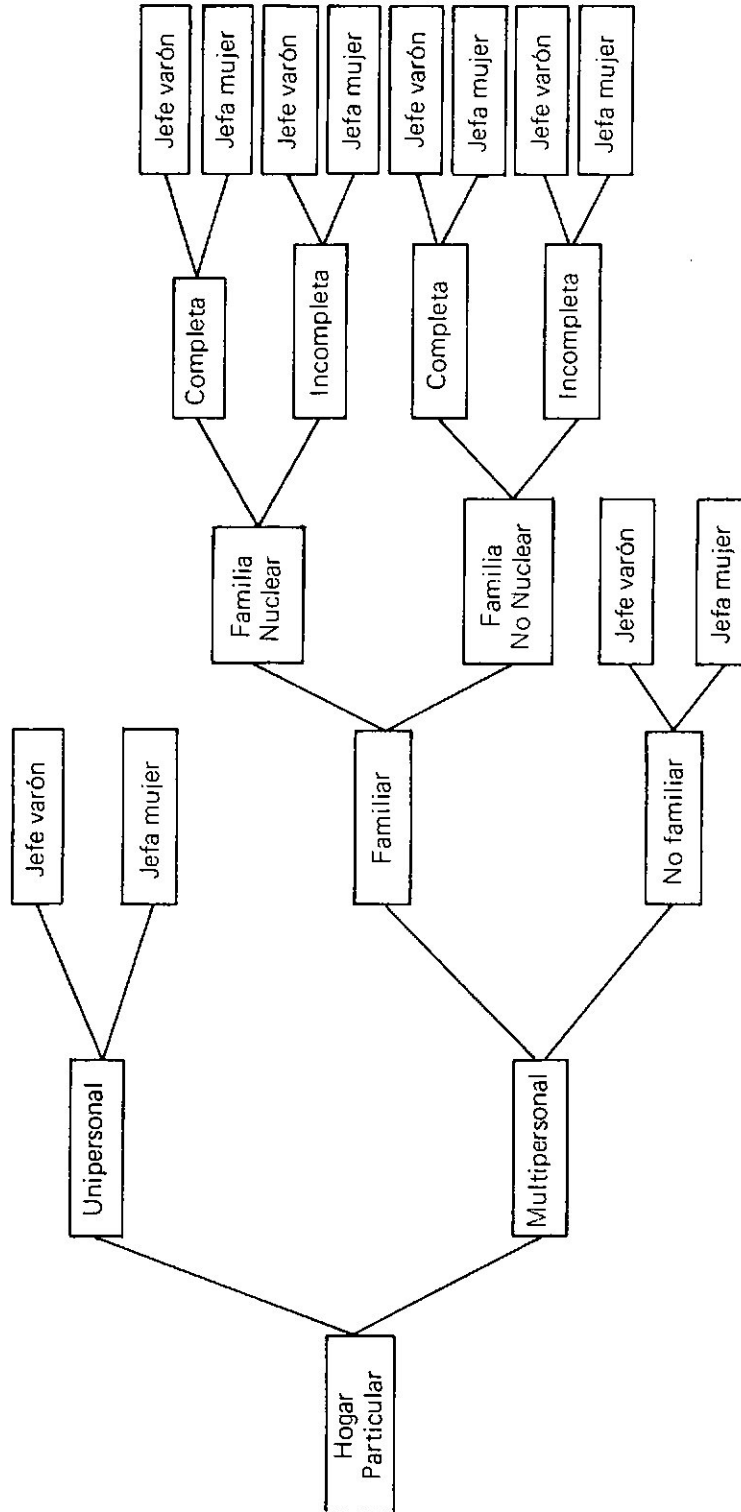 Hogar
Particular
Unipersonal
Jefe varón
Jefa mujer
Multipersonal
Familiar
Familia
Nuclear
Completa
Jefe varón
Jefa mujer
Incompleta
Jefe varón
Jefa mujer
Familia
No Nuclear
Completa
Jefe varón
Jefa mujer
Incompleta
Jefe varón
Jefa mujer
No familiar
Jefe varón
Jefa mujer